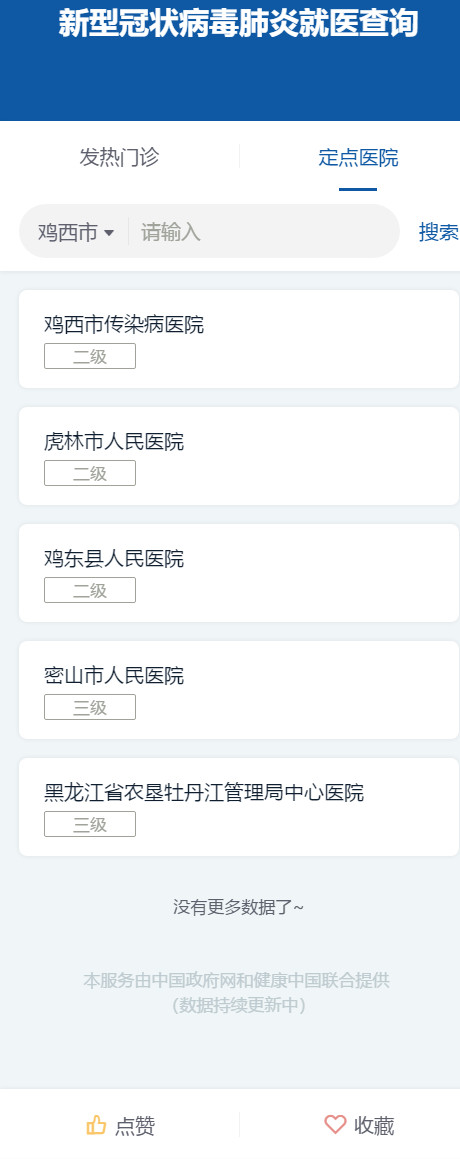 新型冠状病毒肺炎就医查询
发热门诊 定点医院
鸡西市 请输入 搜索
鸡西市传染病医院
二级
虎林市人民医院
二级
鸡东县人民医院
二级
密山市人民医院
三级
黑龙江省农垦牡丹江管理局中心医院
三级
没有更多数据了~
本服务由中国政府网和健康中国联合提供
(数据持续更新中)
点赞 收藏